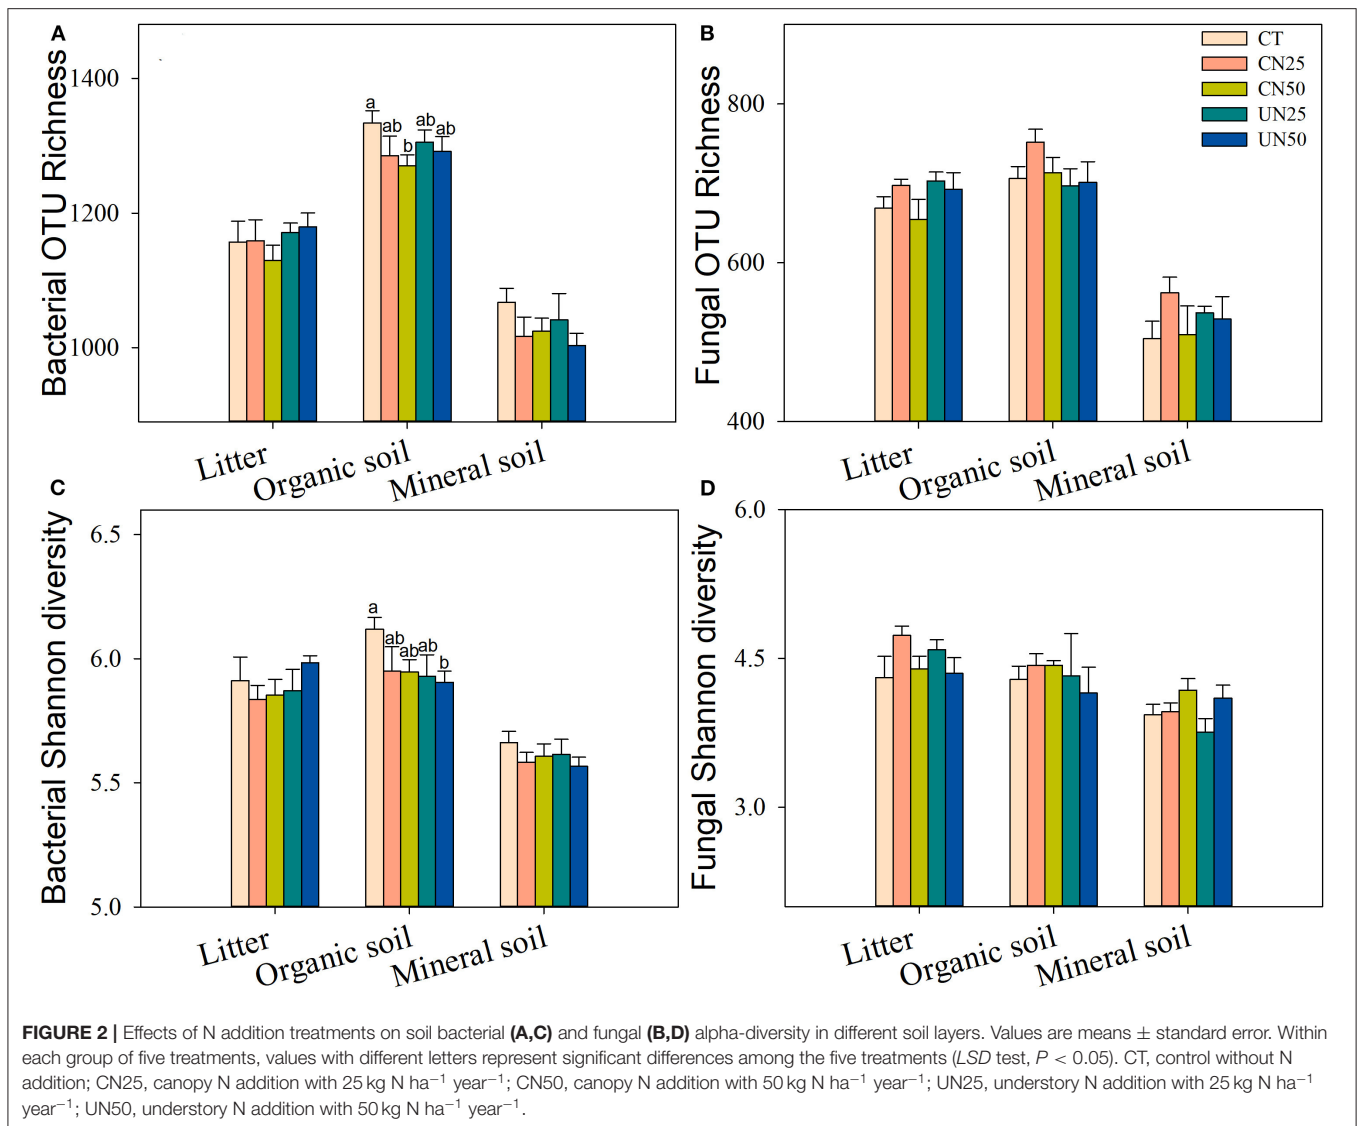 A
Bacterial OTU Richness
1400
1200
1000
a
ab
b
ab
ab
Litter
Organic soil
Mineral soil
B
Fungal OTU Richness
800
600
400
CT
CN25
CN50
UN25
UN50
Litter
Organic soil
Mineral soil
C
Bacterial Shannon diversity
6.5
6.0
5.5
5.0
a
ab
ab
ab
b
Litter
Organic soil
Mineral soil
D
Fungal Shannon diversity
6.0
4.5
3.0
Litter
Organic soil
Mineral soil
FIGURE 2 | Effects of N addition treatments on soil bacterial (A,C) and fungal (B,D) alpha-diversity in different soil layers. Values are means ± standard error. Within
each group of five treatments, values with different letters represent significant differences among the five treatments (LSD test, P < 0.05). CT, control without N
addition; CN25, canopy N addition with 25 kg N ha⁻¹ year⁻¹; CN50, canopy N addition with 50 kg N ha⁻¹ year⁻¹; UN25, understory N addition with 25 kg N ha⁻¹
year⁻¹; UN50, understory N addition with 50 kg N ha⁻¹ year⁻¹.